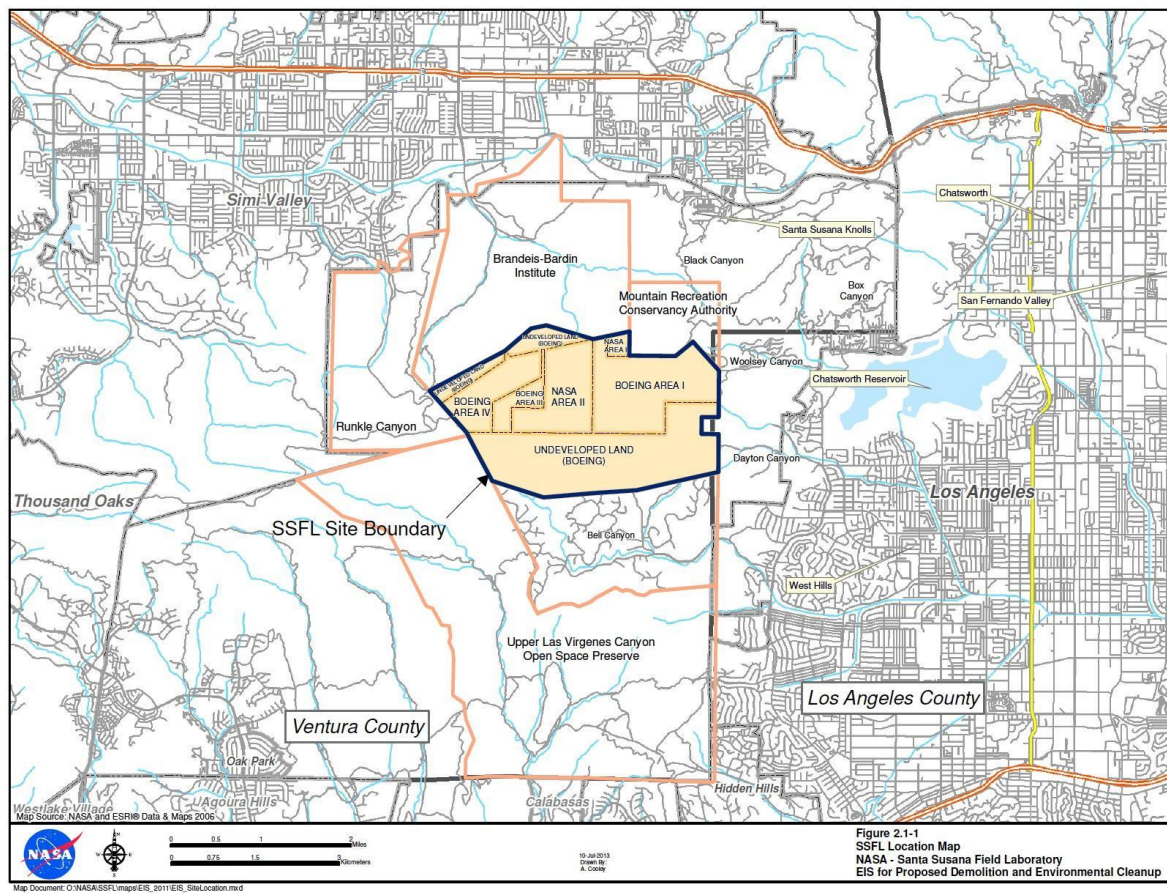 Simi Valley
Brandeis-Bardin
Institute
Black Canyon
Santa Susana Knolls
Chatsworth
Mountain Recreation
Conservancy Authority
Box
Canyon
San Fernando Valley
UNDEVELOPED LAND
(BOEING)
NASA
AREA I
UNDEVELOPED LAND
(BOEING)
Woolsey Canyon
Chatsworth Reservoir
BOEING
AREA IV
BOEING
AREA III
NASA
AREA II
BOEING AREA I
Runkle Canyon
UNDEVELOPED LAND
(BOEING)
Dayton Canyon
Thousand Oaks
Los Angeles
SSFL Site Boundary
Bell Canyon
West Hills
Upper Las Virgenes Canyon
Open Space Preserve
Ventura County
Los Angeles County
Oak Park
Hidden Hills
Westlake Village
Agoura Hills
Calabasas
Map Source: NASA and ESRI® Data & Maps 2006
NASA
N
W
E
S
0 0.5 1 2
Miles
0 0.75 1.5 3
Kilometers
10-Jul-2013
Drawn By:
A. Cooley
Figure 2.1-1
SSFL Location Map
NASA - Santa Susana Field Laboratory
EIS for Proposed Demolition and Environmental Cleanup
Map Document: O:\NASA\SSFL\maps\EIS_2011\EIS_SiteLocation.mxd